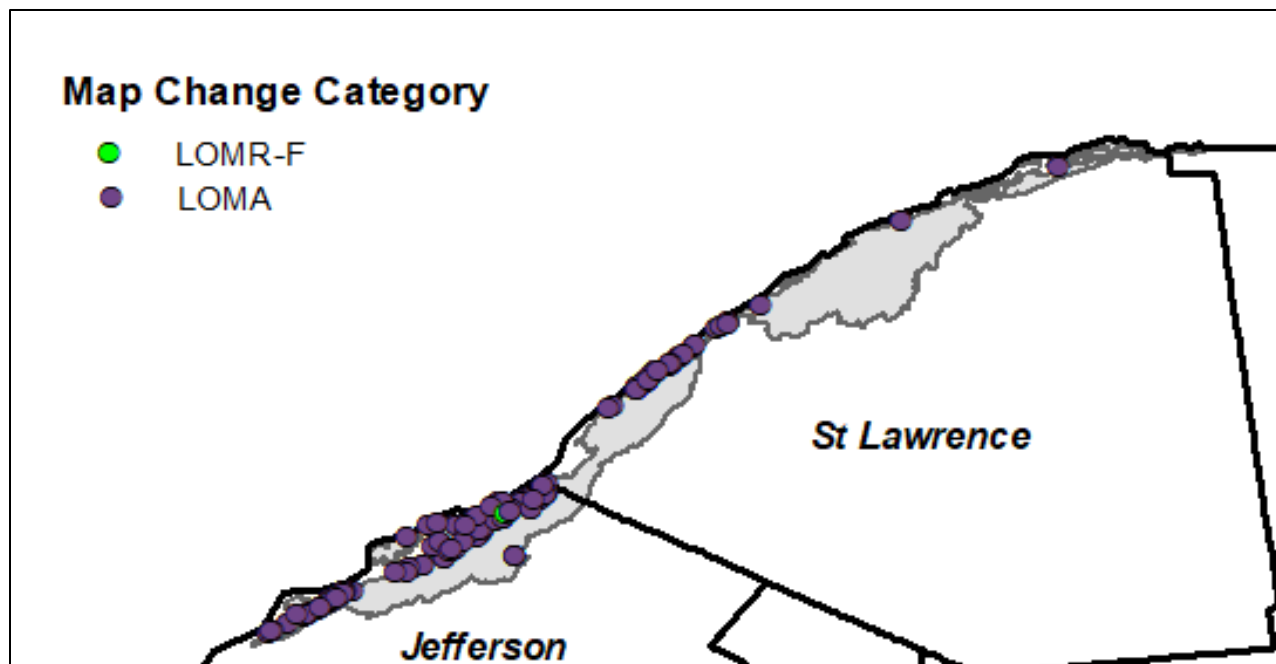 Map Change Category
LOMR-F
LOMA
St Lawrence
Jefferson